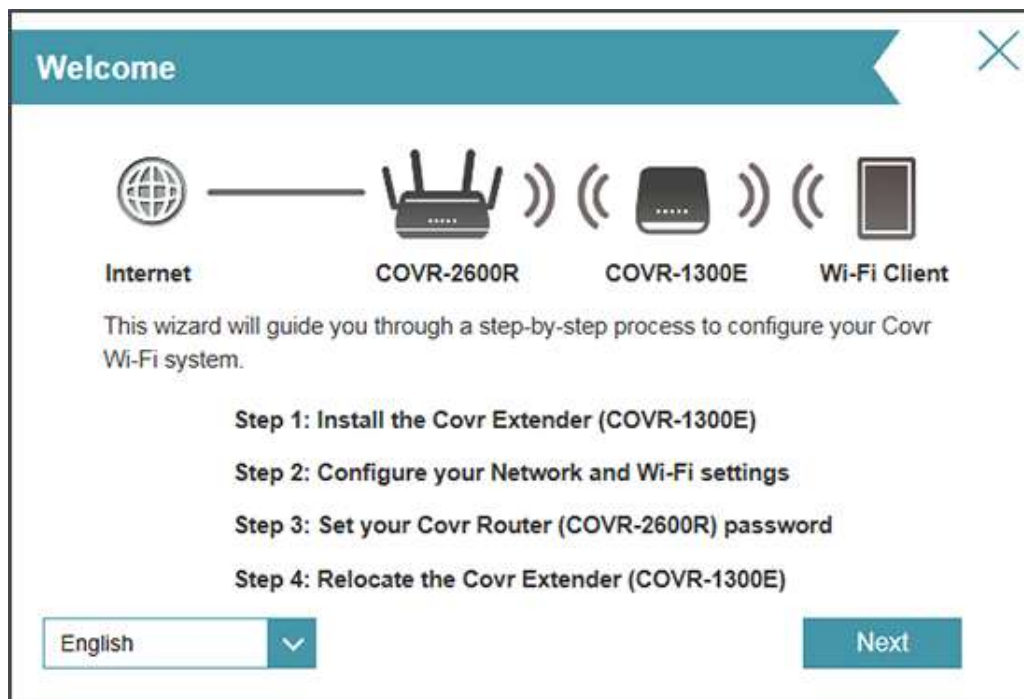 Welcome
Internet
COVR-2600R
COVR-1300E
Wi-Fi Client
This wizard will guide you through a step-by-step process to configure your Covr
Wi-Fi system.
Step 1: Install the Covr Extender (COVR-1300E)
Step 2: Configure your Network and Wi-Fi settings
Step 3: Set your Covr Router (COVR-2600R) password
Step 4: Relocate the Covr Extender (COVR-1300E)
English
Next